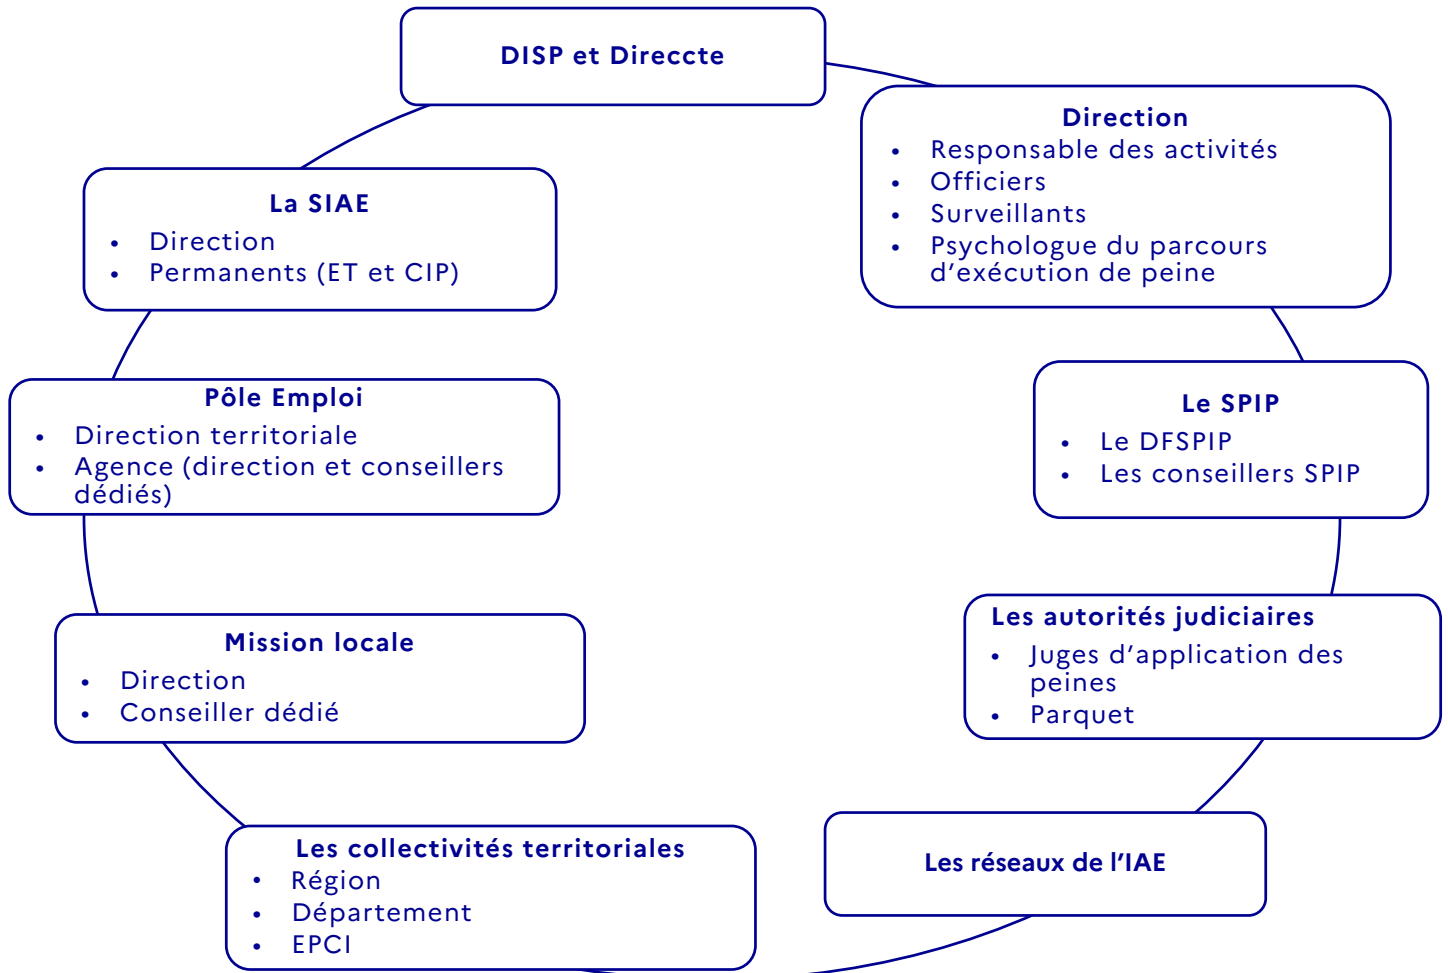 DISP et Direccte
Direction
• Responsable des activités
• Officiers
• Surveillants
• Psychologue du parcours
d'exécution de peine
La SIAE
• Direction
• Permanents (ET et CIP)
Pôle Emploi
• Direction territoriale
• Agence (direction et conseillers
dédiés)
Le SPIP
• Le DFSPIP
• Les conseillers SPIP
Mission locale
• Direction
• Conseiller dédié
Les autorités judiciaires
• Juges d’application des
peines
• Parquet
Les collectivités territoriales
• Région
• Département
• EPCI
Les réseaux de l’IAE